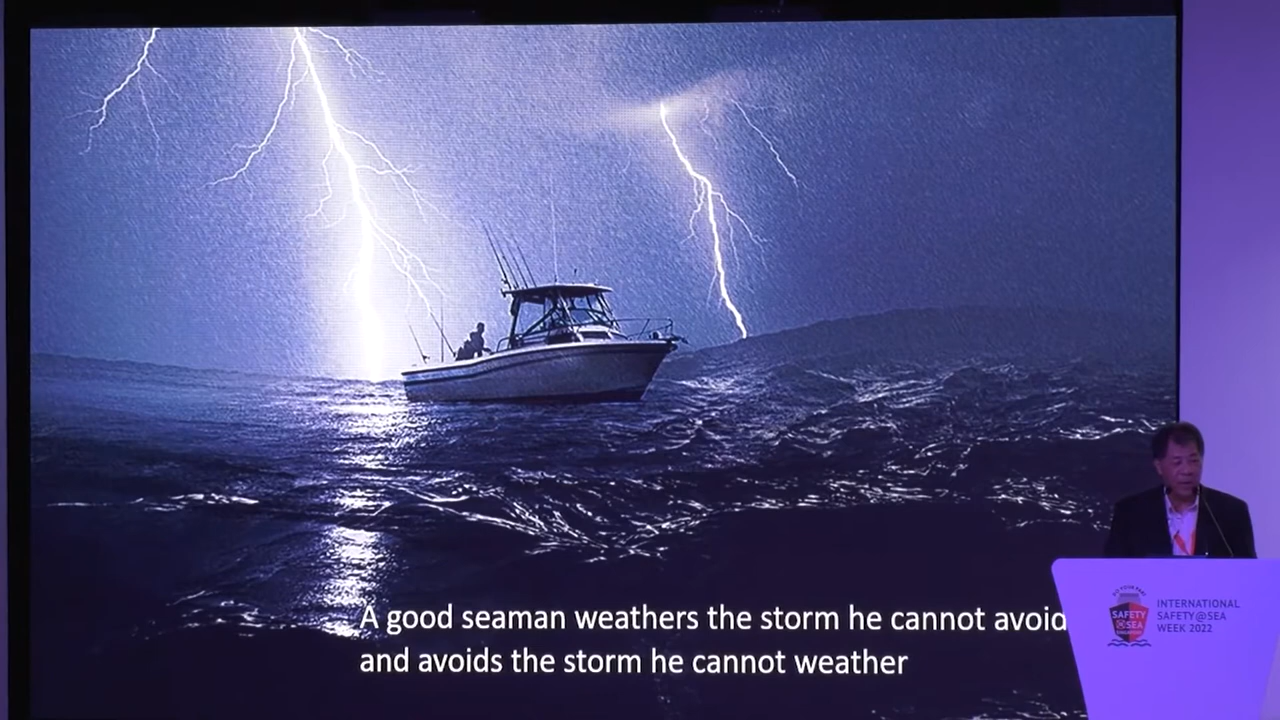 A good seaman weathers the storm he cannot avoid
and avoids the storm he cannot weather
SAFETY
@SEA
INTERNATIONAL
SAFETY@SEA
WEEK 2022